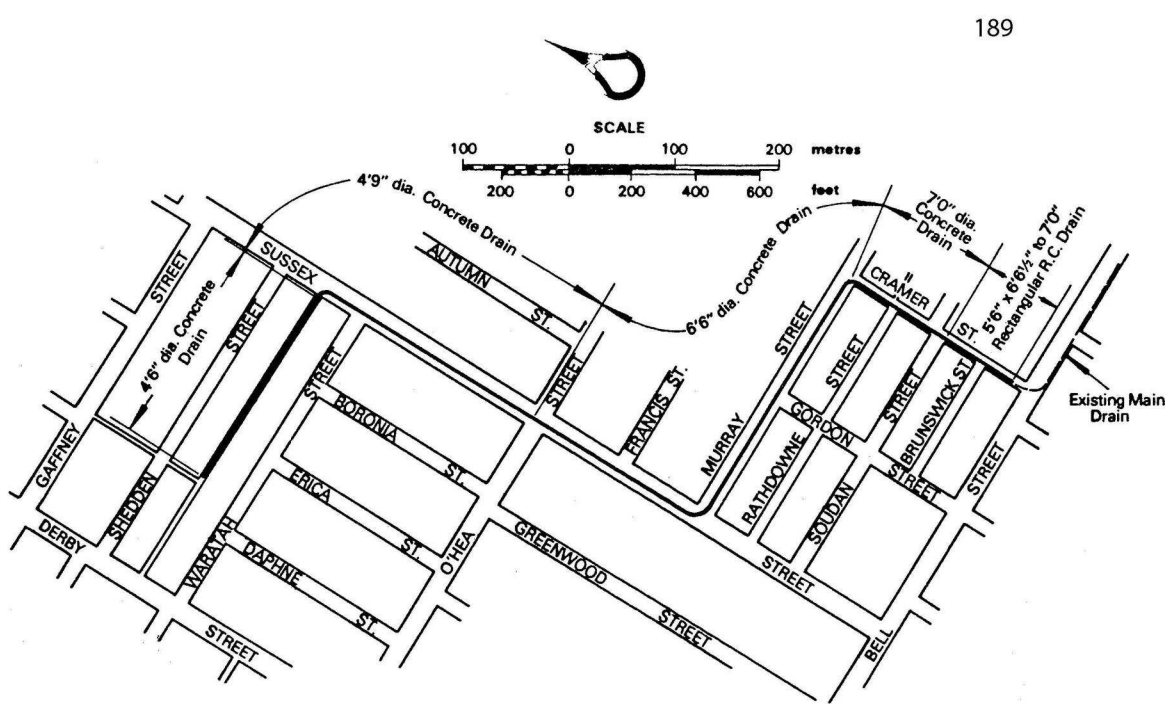 189
SCALE
100 0 100 200 metres
200 0 200 400 600 feet
4'9" dia. Concrete Drain
6'6" dia. Concrete Drain
7'0" dia.
Concrete
Drain
5'6" x 6'6½" to 7'0"
Rectangular R.C. Drain
4'6" dia. Concrete
Drain
Existing Main
Drain
STREET
GAFFNEY
SUSSEX
STREET
SHEDDEN
STREET
WARATAH
DERBY
STREET
AUTUMN
ST.
BORONIA
ST.
ERICA
ST.
DAPHNE
ST.
STREET
O'HEA
FRANCIS ST.
GREENWOOD
STREET
STREET
MURRAY
STREET
RATHDOWNE
GORDON
STREET
STREET
SOUDAN
BRUNSWICK ST
CRAMER
ST.
STREET
STREET
BELL